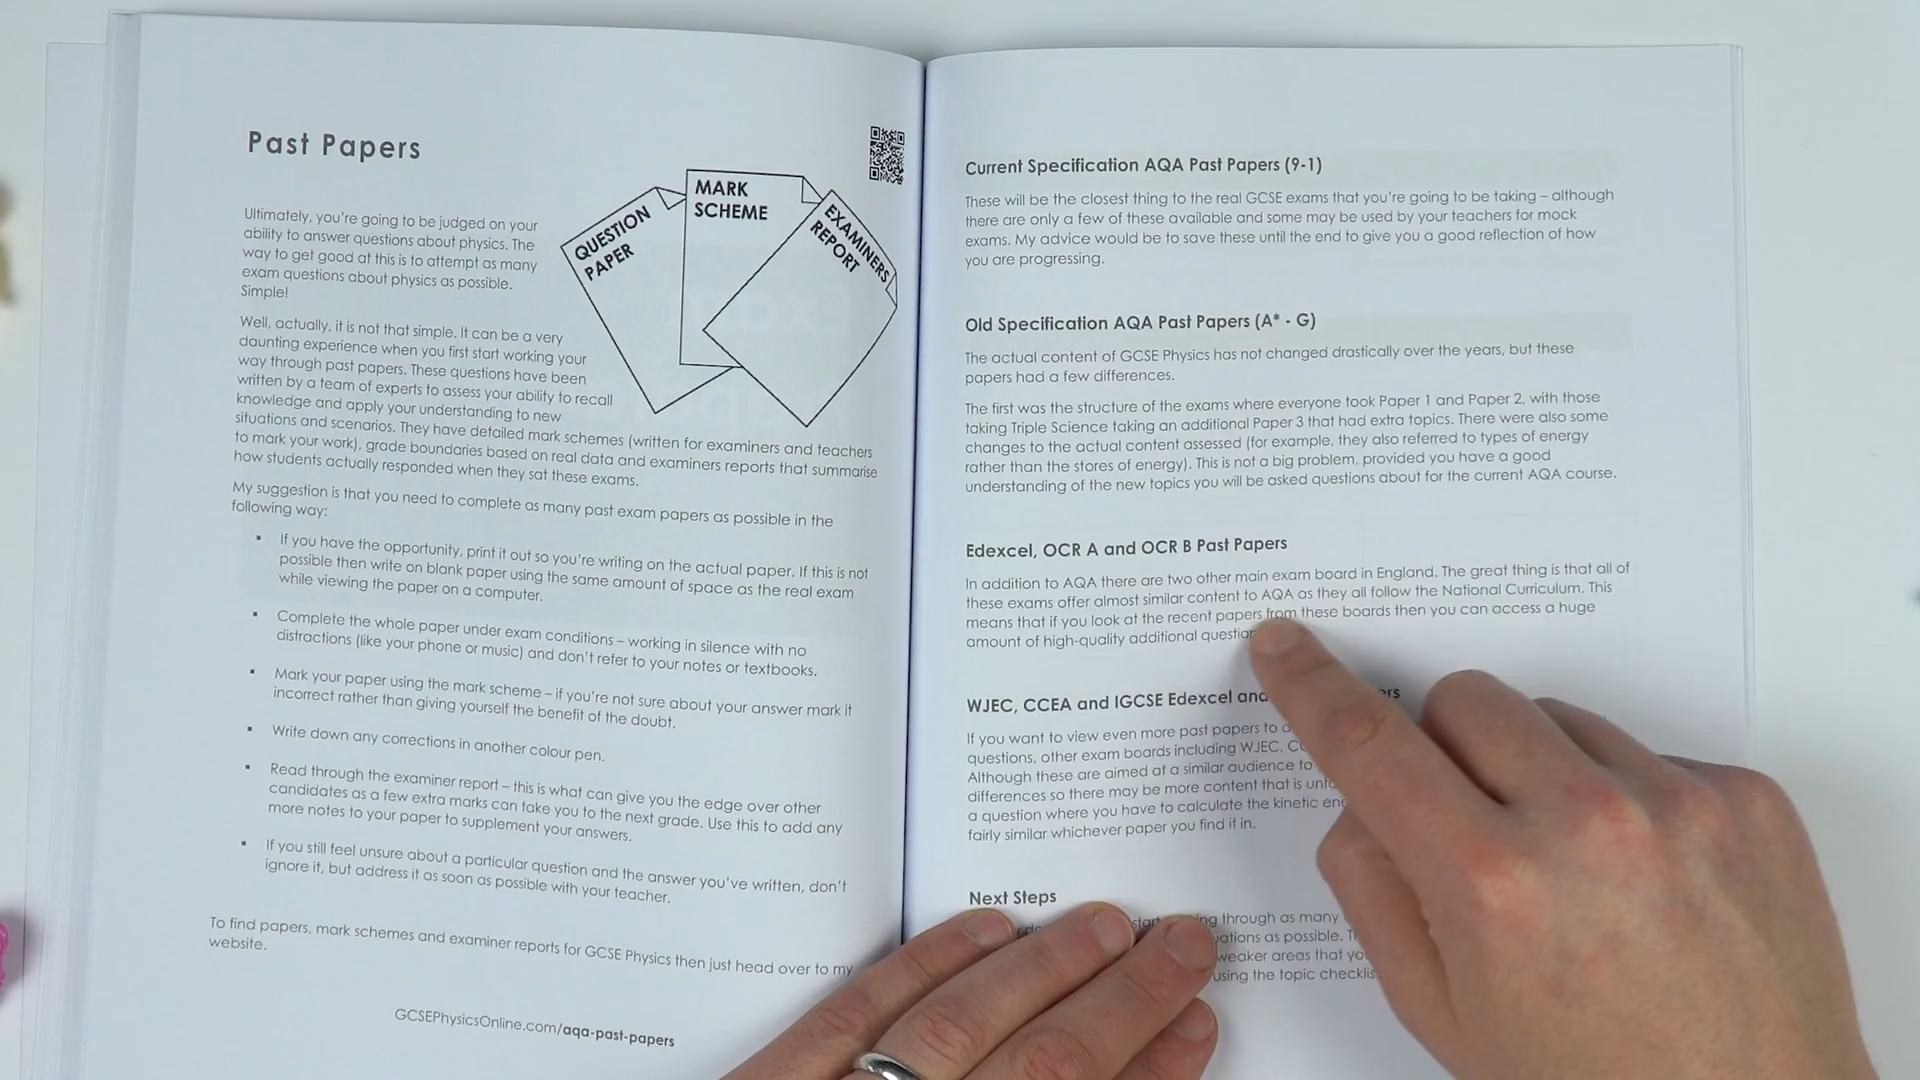 Past Papers
QUESTION
PAPER
MARK
SCHEME
EXAMINERS
REPORT
Ultimately, you're going to be judged on your
ability to answer questions about physics. The
way to get good at this is to attempt as many
exam questions about physics as possible.
Simple!
Well, actually, it is not that simple. It can be a very
daunting experience when you first start working your
way through past papers. These questions have been
written by a team of experts to assess your ability to recall
knowledge and apply your understanding to new
situations and scenarios. They have detailed mark schemes (written for examiners and teachers
to mark your work), grade boundaries based on real data and examiners reports that summarise
how students actually responded when they sat these exams.
My suggestion is that you need to complete as many past exam papers as possible in the
following way:
▪ If you have the opportunity, print it out so you're writing on the actual paper. If this is not
possible then write on blank paper using the same amount of space as the real exam
while viewing the paper on a computer.
▪ Complete the whole paper under exam conditions – working in silence with no
distractions (like your phone or music) and don't refer to your notes or textbooks.
▪ Mark your paper using the mark scheme – if you're not sure about your answer mark it
incorrect rather than giving yourself the benefit of the doubt.
▪ Write down any corrections in another colour pen.
▪ Read through the examiner report – this is what can give you the edge over other
candidates as a few extra marks can take you to the next grade. Use this to add any
more notes to your paper to supplement your answers.
▪ If you still feel unsure about a particular question and the answer you've written, don't
ignore it, but address it as soon as possible with your teacher.
To find papers, mark schemes and examiner reports for GCSE Physics then just head over to my
website.
GCSEPhysicsOnline.com/aqa-past-papers
Current Specification AQA Past Papers (9-1)
These will be the closest thing to the real GCSE exams that you're going to be taking – although
there are only a few of these available and some may be used by your teachers for mock
exams. My advice would be to save these until the end to give you a good reflection of how
you are progressing.
Old Specification AQA Past Papers (A* - G)
The actual content of GCSE Physics has not changed drastically over the years, but these
papers had a few differences.
The first was the structure of the exams where everyone took Paper 1 and Paper 2, with those
taking Triple Science taking an additional Paper 3 that had extra topics. There were also some
changes to the actual content assessed (for example, they also referred to types of energy
rather than the stores of energy). This is not a big problem, provided you have a good
understanding of the new topics you will be asked questions about for the current AQA course.
Edexcel, OCR A and OCR B Past Papers
In addition to AQA there are two other main exam board in England. The great thing is that all of
these exams offer almost similar content to AQA as they all follow the National Curriculum. This
means that if you look at the recent papers from these boards then you can access a huge
amount of high-quality additional
WJEC, CCEA and IGCSE Edexcel
If you want to view even more past papers to
questions, other exam boards including WJEC,
Although these are aimed at a similar audience to
differences so there may be more content that is
a question where you have to calculate the kinetic
fairly similar whichever paper you find it in.
Next Steps
through as many
as possible.
weaker areas that
using the topic